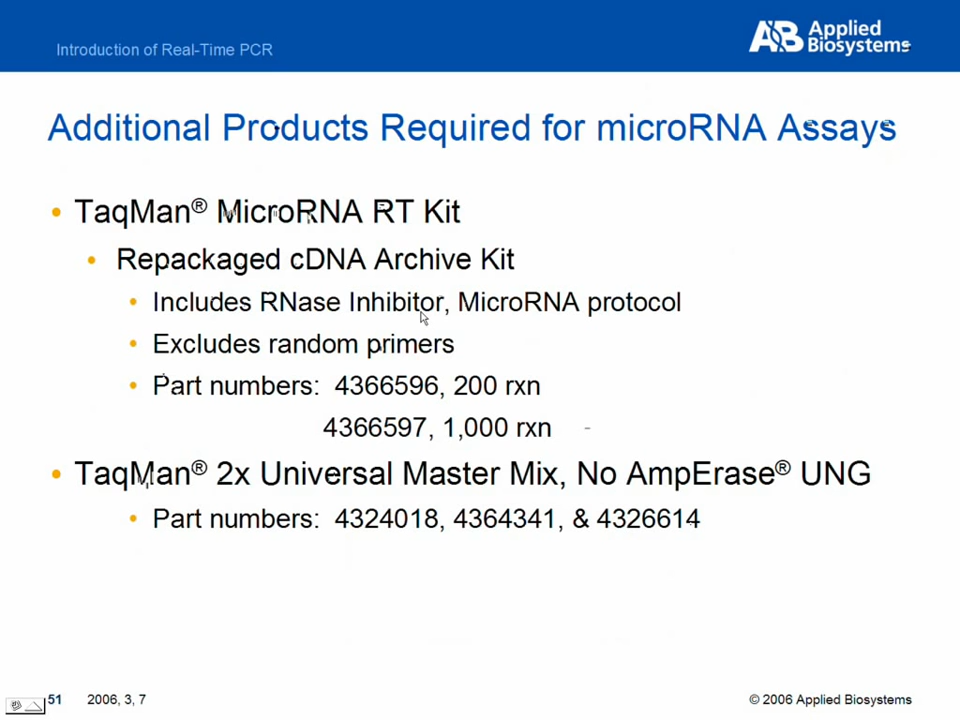 Introduction of Real-Time PCR
AB Applied
Biosystems
Additional Products Required for microRNA Assays
• TaqMan® MicroRNA RT Kit
• Repackaged cDNA Archive Kit
• Includes RNase Inhibitor, MicroRNA protocol
• Excludes random primers
• Part numbers: 4366596, 200 rxn
4366597, 1,000 rxn
• TaqMan® 2x Universal Master Mix, No AmpErase® UNG
• Part numbers: 4324018, 4364341, & 4326614
51 2006, 3, 7 © 2006 Applied Biosystems